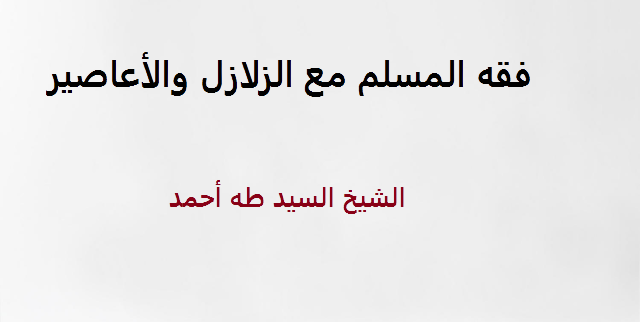 فقه المسلم مع الزلازل والأعاصير
الشيخ السيد طه أحمد